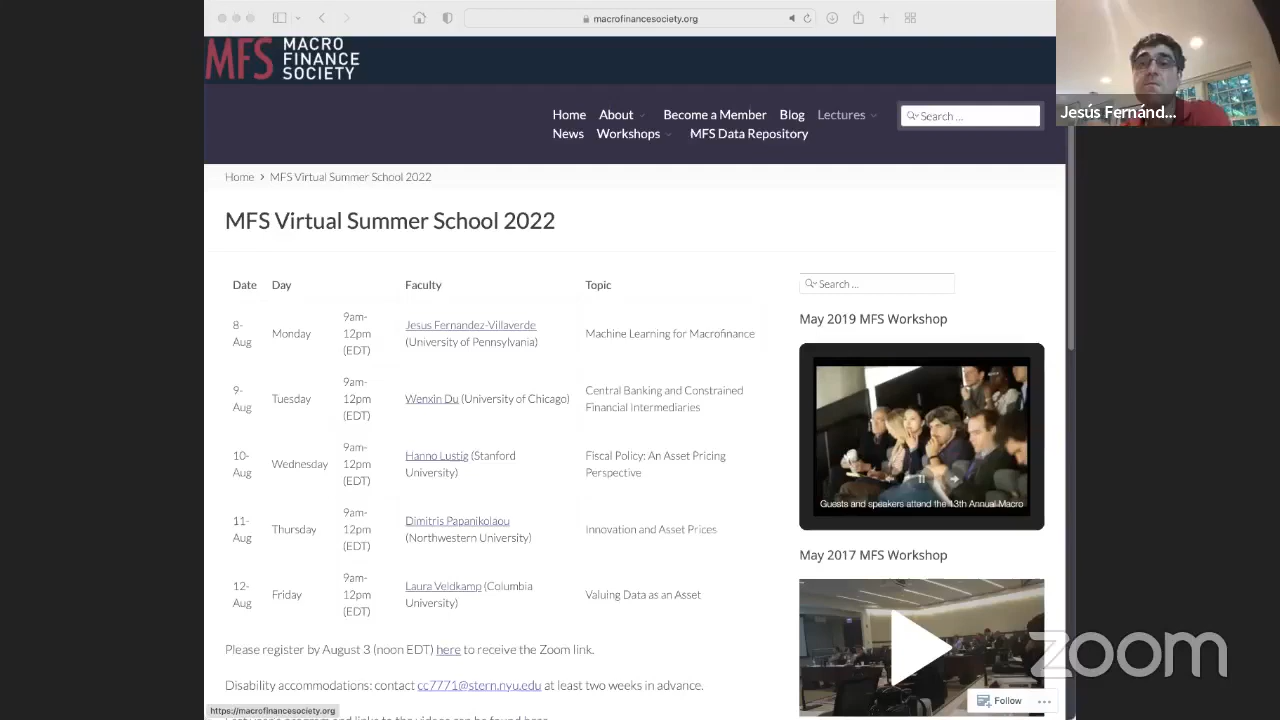 macrofinancesociety.org
MFS MACRO
FINANCE
SOCIETY
Jesús Fernánd...
Home About Become a Member Blog Lectures
News Workshops MFS Data Repository
Search ...
Home > MFS Virtual Summer School 2022
MFS Virtual Summer School 2022
Date Day Faculty Topic
8-
Aug
Monday
9am-
12pm
(EDT)
Jesus Fernandez-Villaverde
(University of Pennsylvania)
Machine Learning for Macrofinance
9-
Aug
Tuesday
9am-
12pm
(EDT)
Wenxin Du (University of Chicago)
Central Banking and Constrained
Financial Intermediaries
10-
Aug
Wednesday
9am-
12pm
(EDT)
Hanno Lustig (Stanford
University)
Fiscal Policy: An Asset Pricing
Perspective
11-
Aug
Thursday
9am-
12pm
(EDT)
Dimitris Papanikolaou
(Northwestern University)
Innovation and Asset Prices
12-
Aug
Friday
9am-
12pm
(EDT)
Laura Veldkamp (Columbia
University)
Valuing Data as an Asset
Please register by August 3 (noon EDT) here to receive the Zoom link.
Disability accommodations: contact cc7771@stern.nyu.edu at least two weeks in advance.
https://macrofinancesociety.org
Search ...
May 2019 MFS Workshop
Guests and speakers attend the 13th Annual Macro
May 2017 MFS Workshop
zoom
Follow